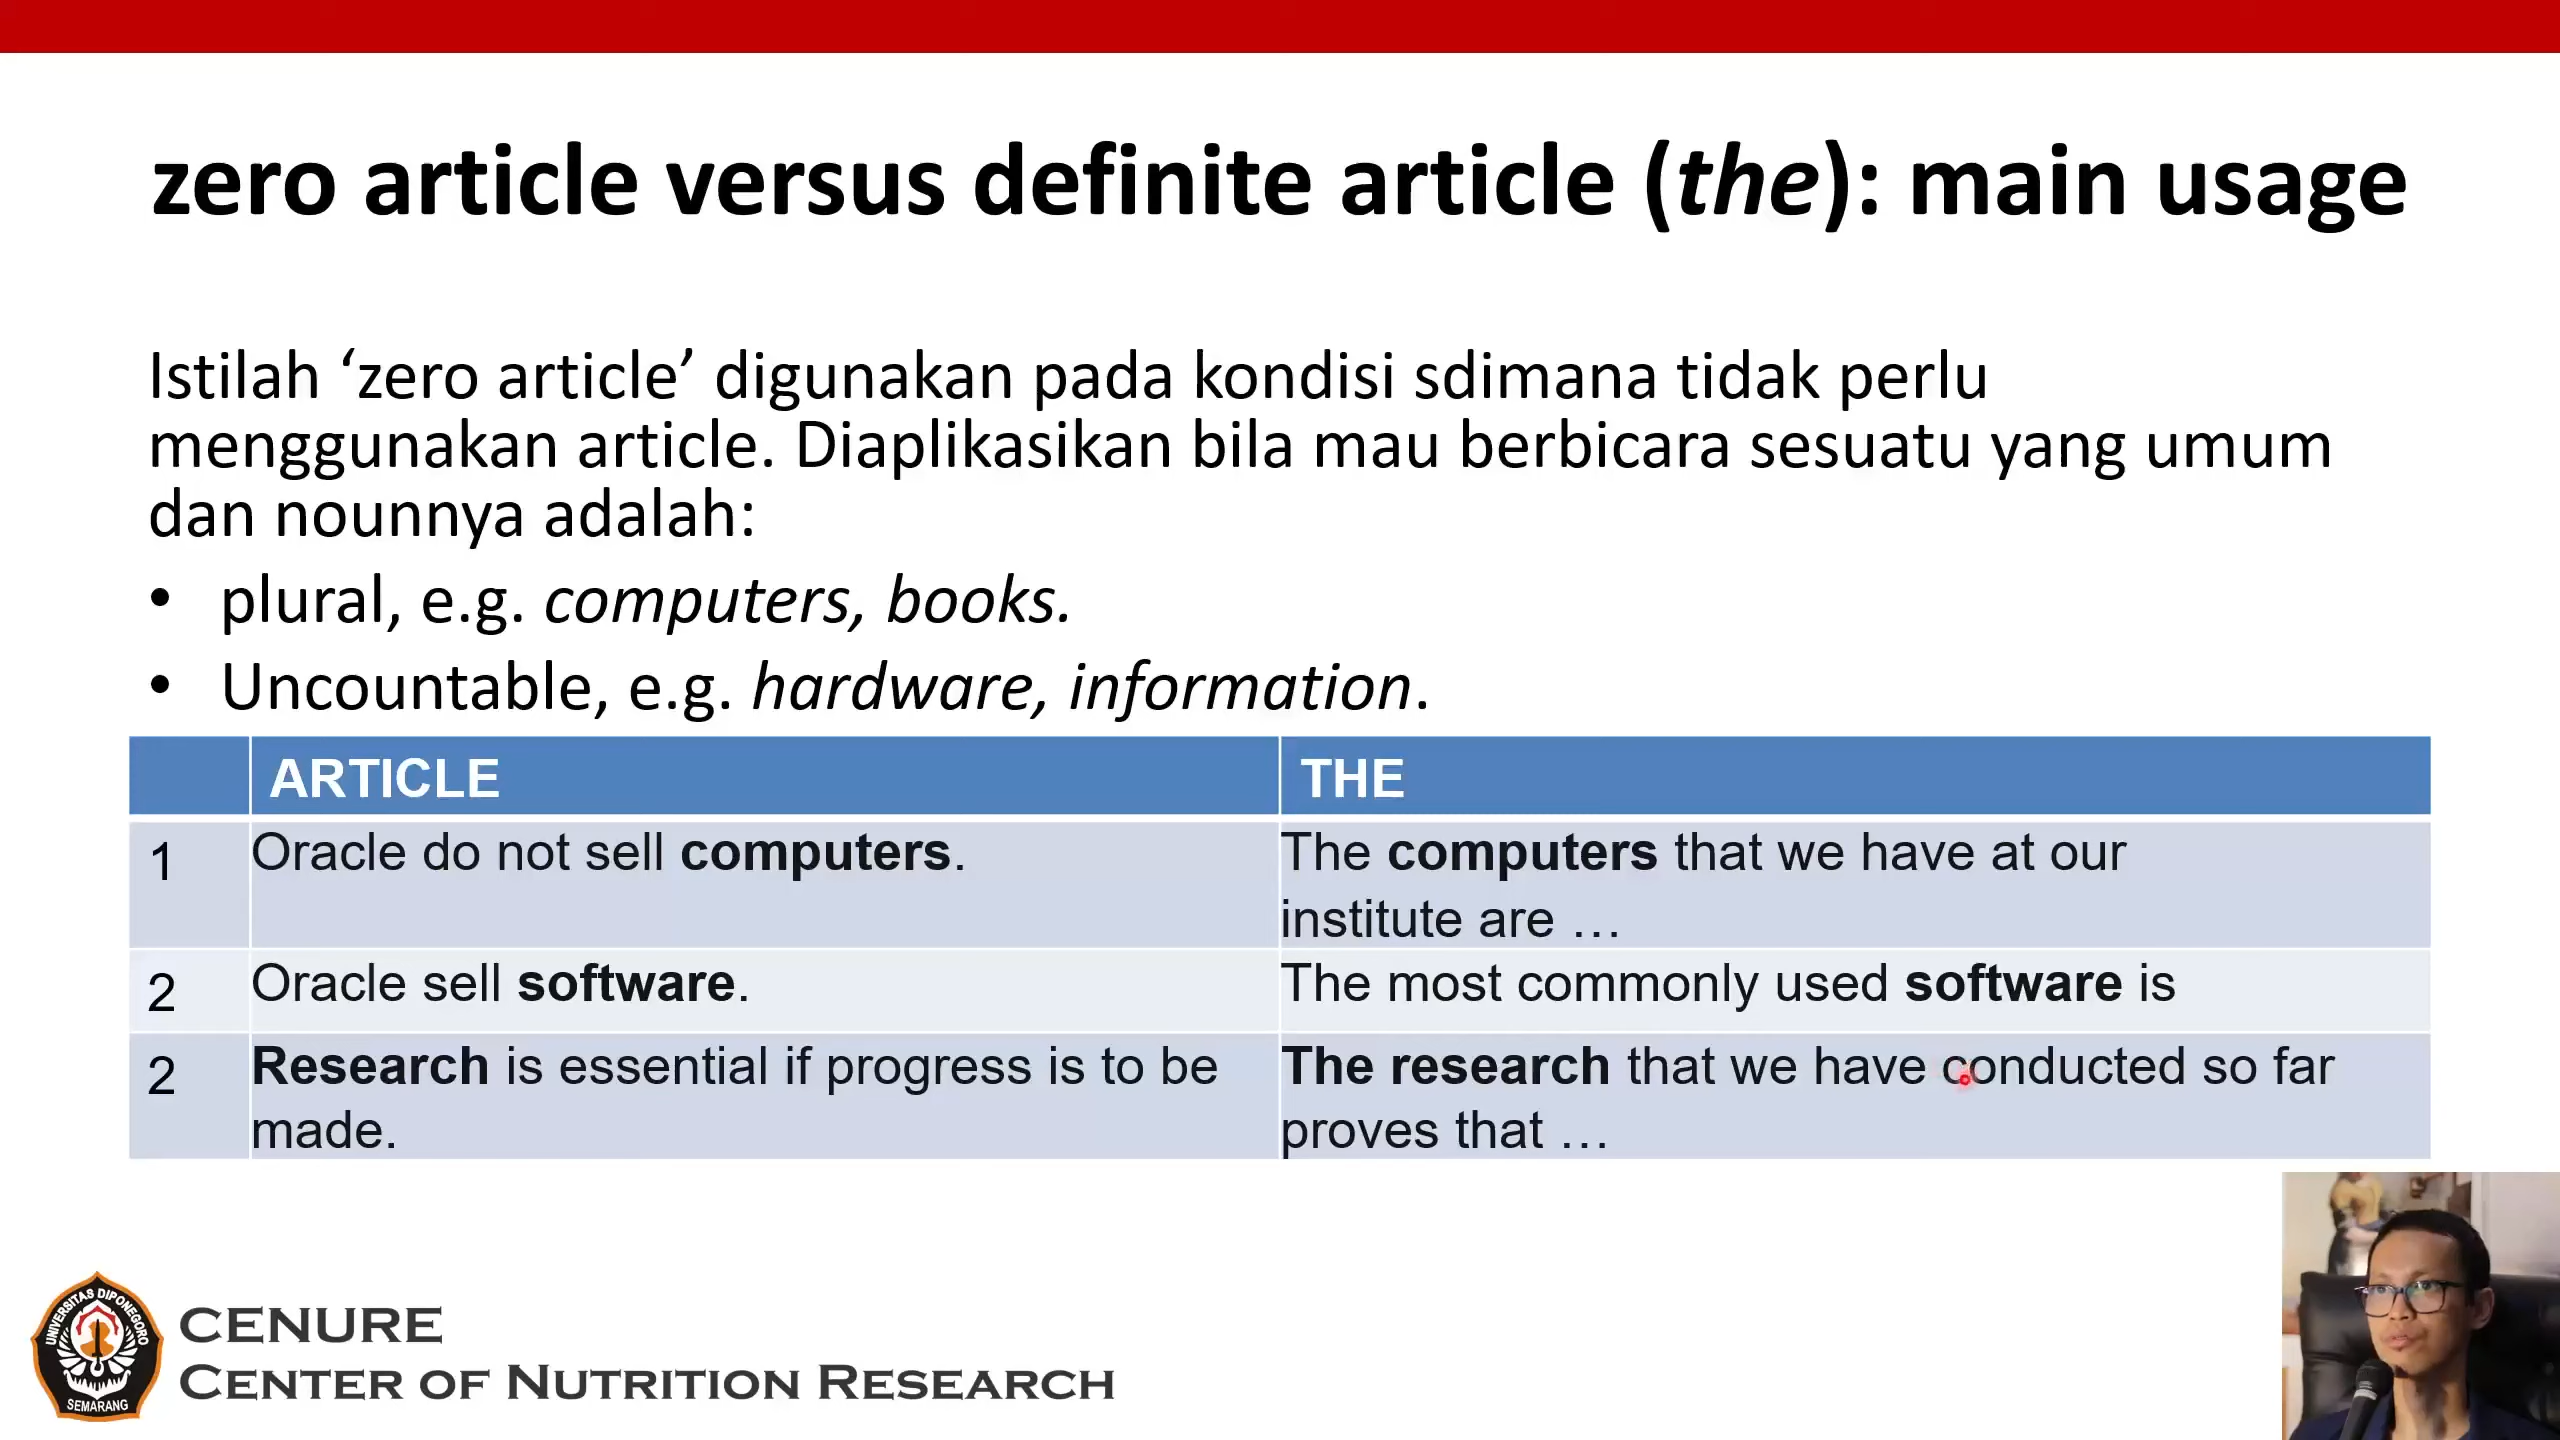 zero article versus definite article (the): main usage
Istilah ‘zero article’ digunakan pada kondisi sdimana tidak perlu
menggunakan article. Diaplikasikan bila mau berbicara sesuatu yang umum
dan nounnya adalah:
• plural, e.g. computers, books.
• Uncountable, e.g. hardware, information.
ARTICLE
THE
1
Oracle do not sell computers.
The computers that we have at our
institute are …
2
Oracle sell software.
The most commonly used software is
2
Research is essential if progress is to be
made.
The research that we have conducted so far
proves that …
UNIVERSITAS DIPONEGORO
SEMARANG
CENURE
CENTER OF NUTRITION RESEARCH